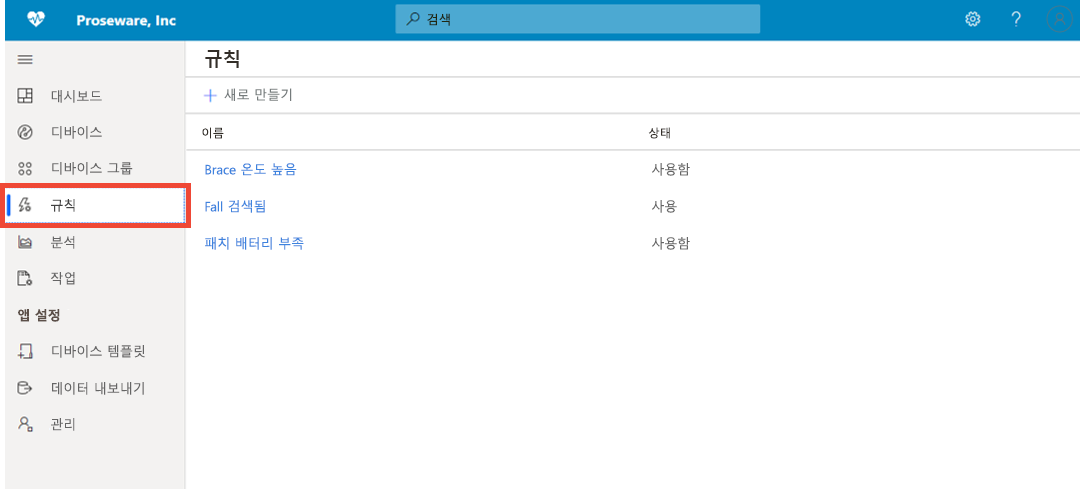 Proseware, Inc
검색
규칙
새로 만들기
이름 상태
Brace 온도 높음 사용함
Fall 검색됨 사용
패치 배터리 부족 사용함
대시보드
디바이스
디바이스 그룹
규칙
분석
작업
앱 설정
디바이스 템플릿
데이터 내보내기
관리